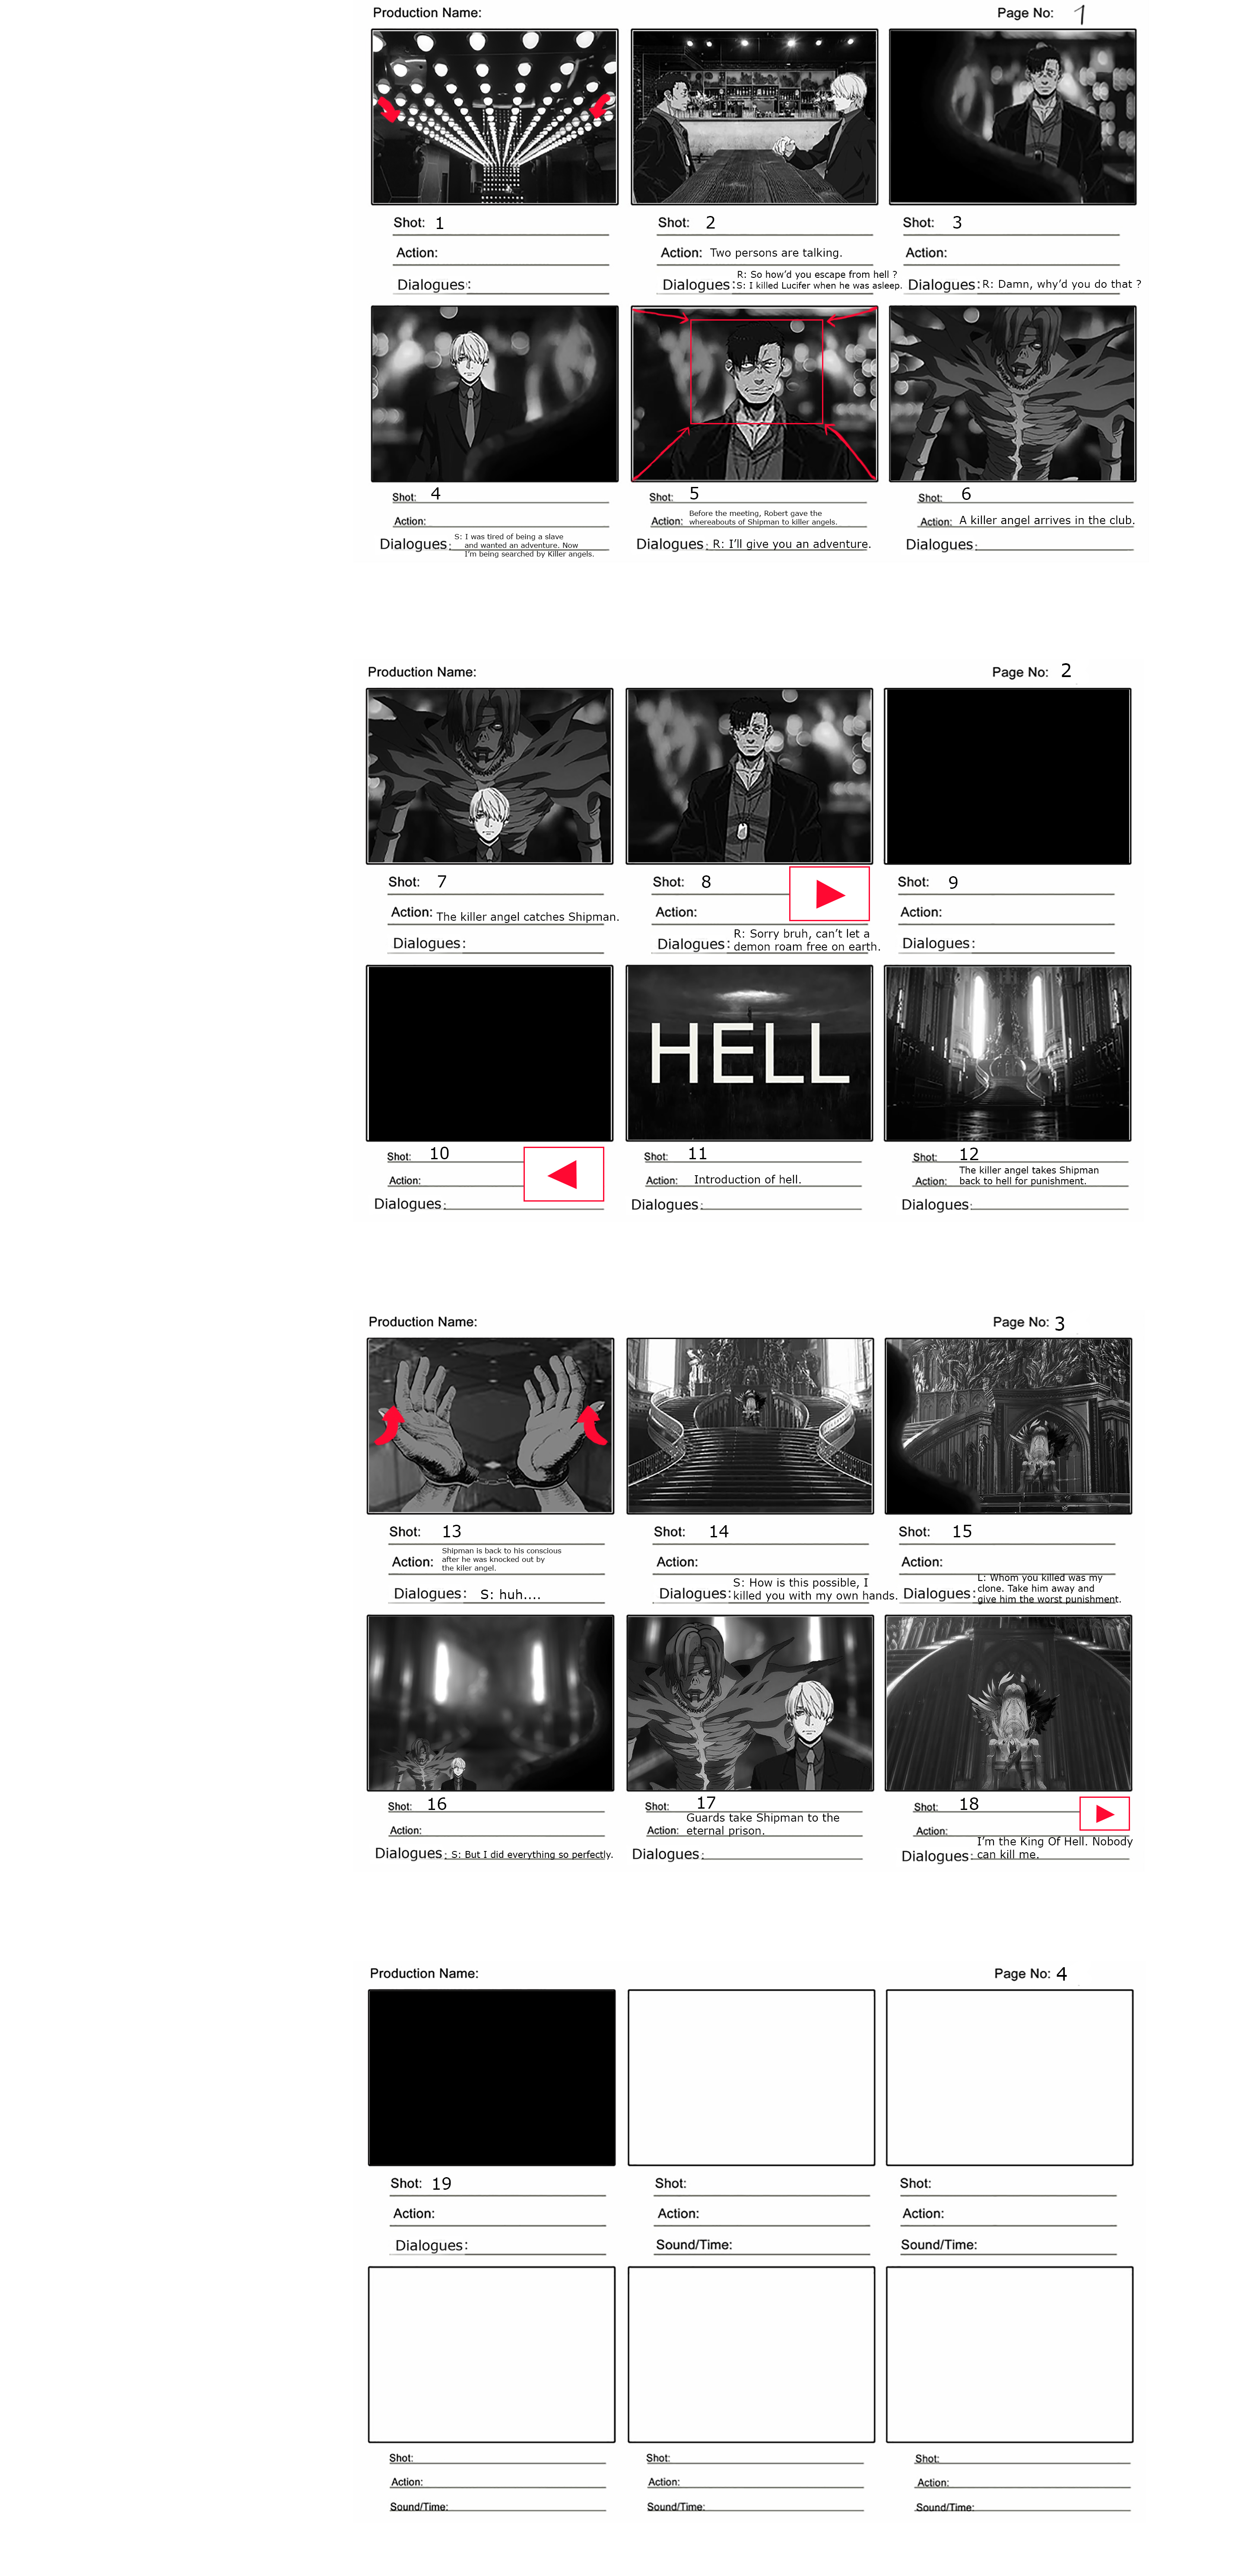 Production Name:
Page No: 1
Shot: 1
Action:
Dialogues:
Shot: 2
Action: Two persons are talking.
Dialogues: R: So how'd you escape from hell ?
S: I killed Lucifer when he was asleep.
Shot: 3
Action:
Dialogues: R: Damn, why'd you do that ?
Shot: 4
Action:
Dialogues: S: I was tired of being a slave
and wanted an adventure. Now
I'm being searched by Killer angels.
Shot: 5
Action: Before the meeting, Robert gave the
whereabouts of Shipman to killer angels.
Dialogues: R: I'll give you an adventure.
Shot: 6
Action: A killer angel arrives in the club.
Dialogues:
Production Name:
Page No: 2
Shot: 7
Action: The killer angel catches Shipman.
Dialogues:
Shot: 8
Action:
Dialogues: R: Sorry bruh, can't let a
demon roam free on earth.
Shot: 9
Action:
Dialogues:
Shot: 10
Action:
Dialogues:
HELL
Shot: 11
Action: Introduction of hell.
Dialogues:
Shot: 12
Action: The killer angel takes Shipman
back to hell for punishment.
Dialogues:
Production Name:
Page No: 3
Shot: 13
Action: Shipman is back to his conscious
after he was knocked out by
the kiler angel.
Dialogues: S: huh....
Shot: 14
Action:
Dialogues: S: How is this possible, I
killed you with my own hands.
Shot: 15
Action:
Dialogues: L: Whom you killed was my
clone. Take him away and
give him the worst punishment.
Shot: 16
Action:
Dialogues: S: But I did everything so perfectly.
Shot: 17
Action: Guards take Shipman to the
eternal prison.
Dialogues:
Shot: 18
Action:
Dialogues: I'm the King Of Hell. Nobody
can kill me.
Production Name:
Page No: 4
Shot: 19
Action:
Dialogues:
Shot:
Action:
Sound/Time:
Shot:
Action:
Sound/Time:
Shot:
Action:
Sound/Time:
Shot:
Action:
Sound/Time:
Shot:
Action:
Sound/Time: